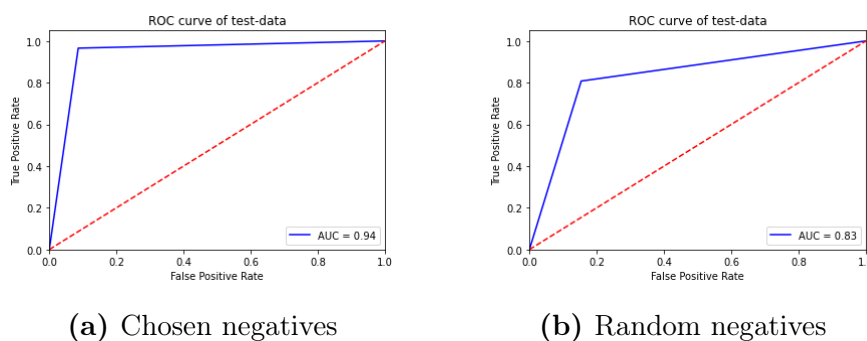 ROC curve of test-data
1.0
0.8
0.6
0.4
0.2
0.0
True Positive Rate
0.0 0.2 0.4 0.6 0.8 1.0
False Positive Rate
AUC = 0.94
(a) Chosen negatives
ROC curve of test-data
1.0
0.8
0.6
0.4
0.2
0.0
True Positive Rate
0.0 0.2 0.4 0.6 0.8 1.
False Positive Rate
AUC = 0.83
(b) Random negatives